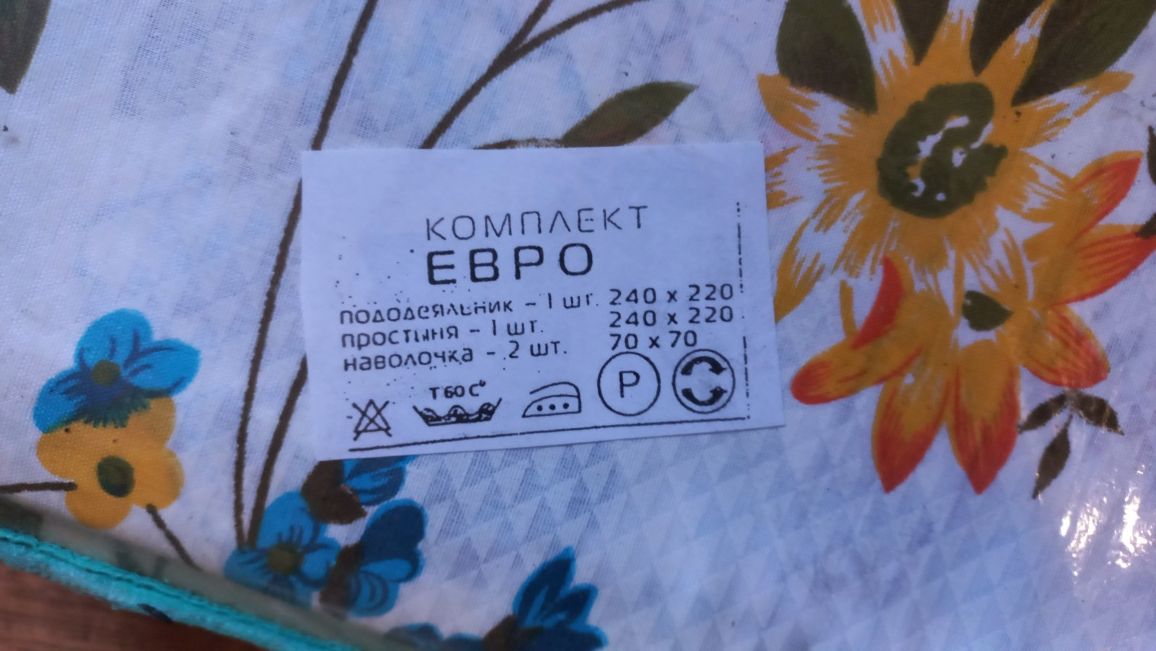 КОМПЛЕКТ
ЕВРО
пододеяльник – 1 шт. 240 x 220
простыня – 1 шт. 240 x 220
наволочка – 2 шт. 70 x 70
T 60 C°
P